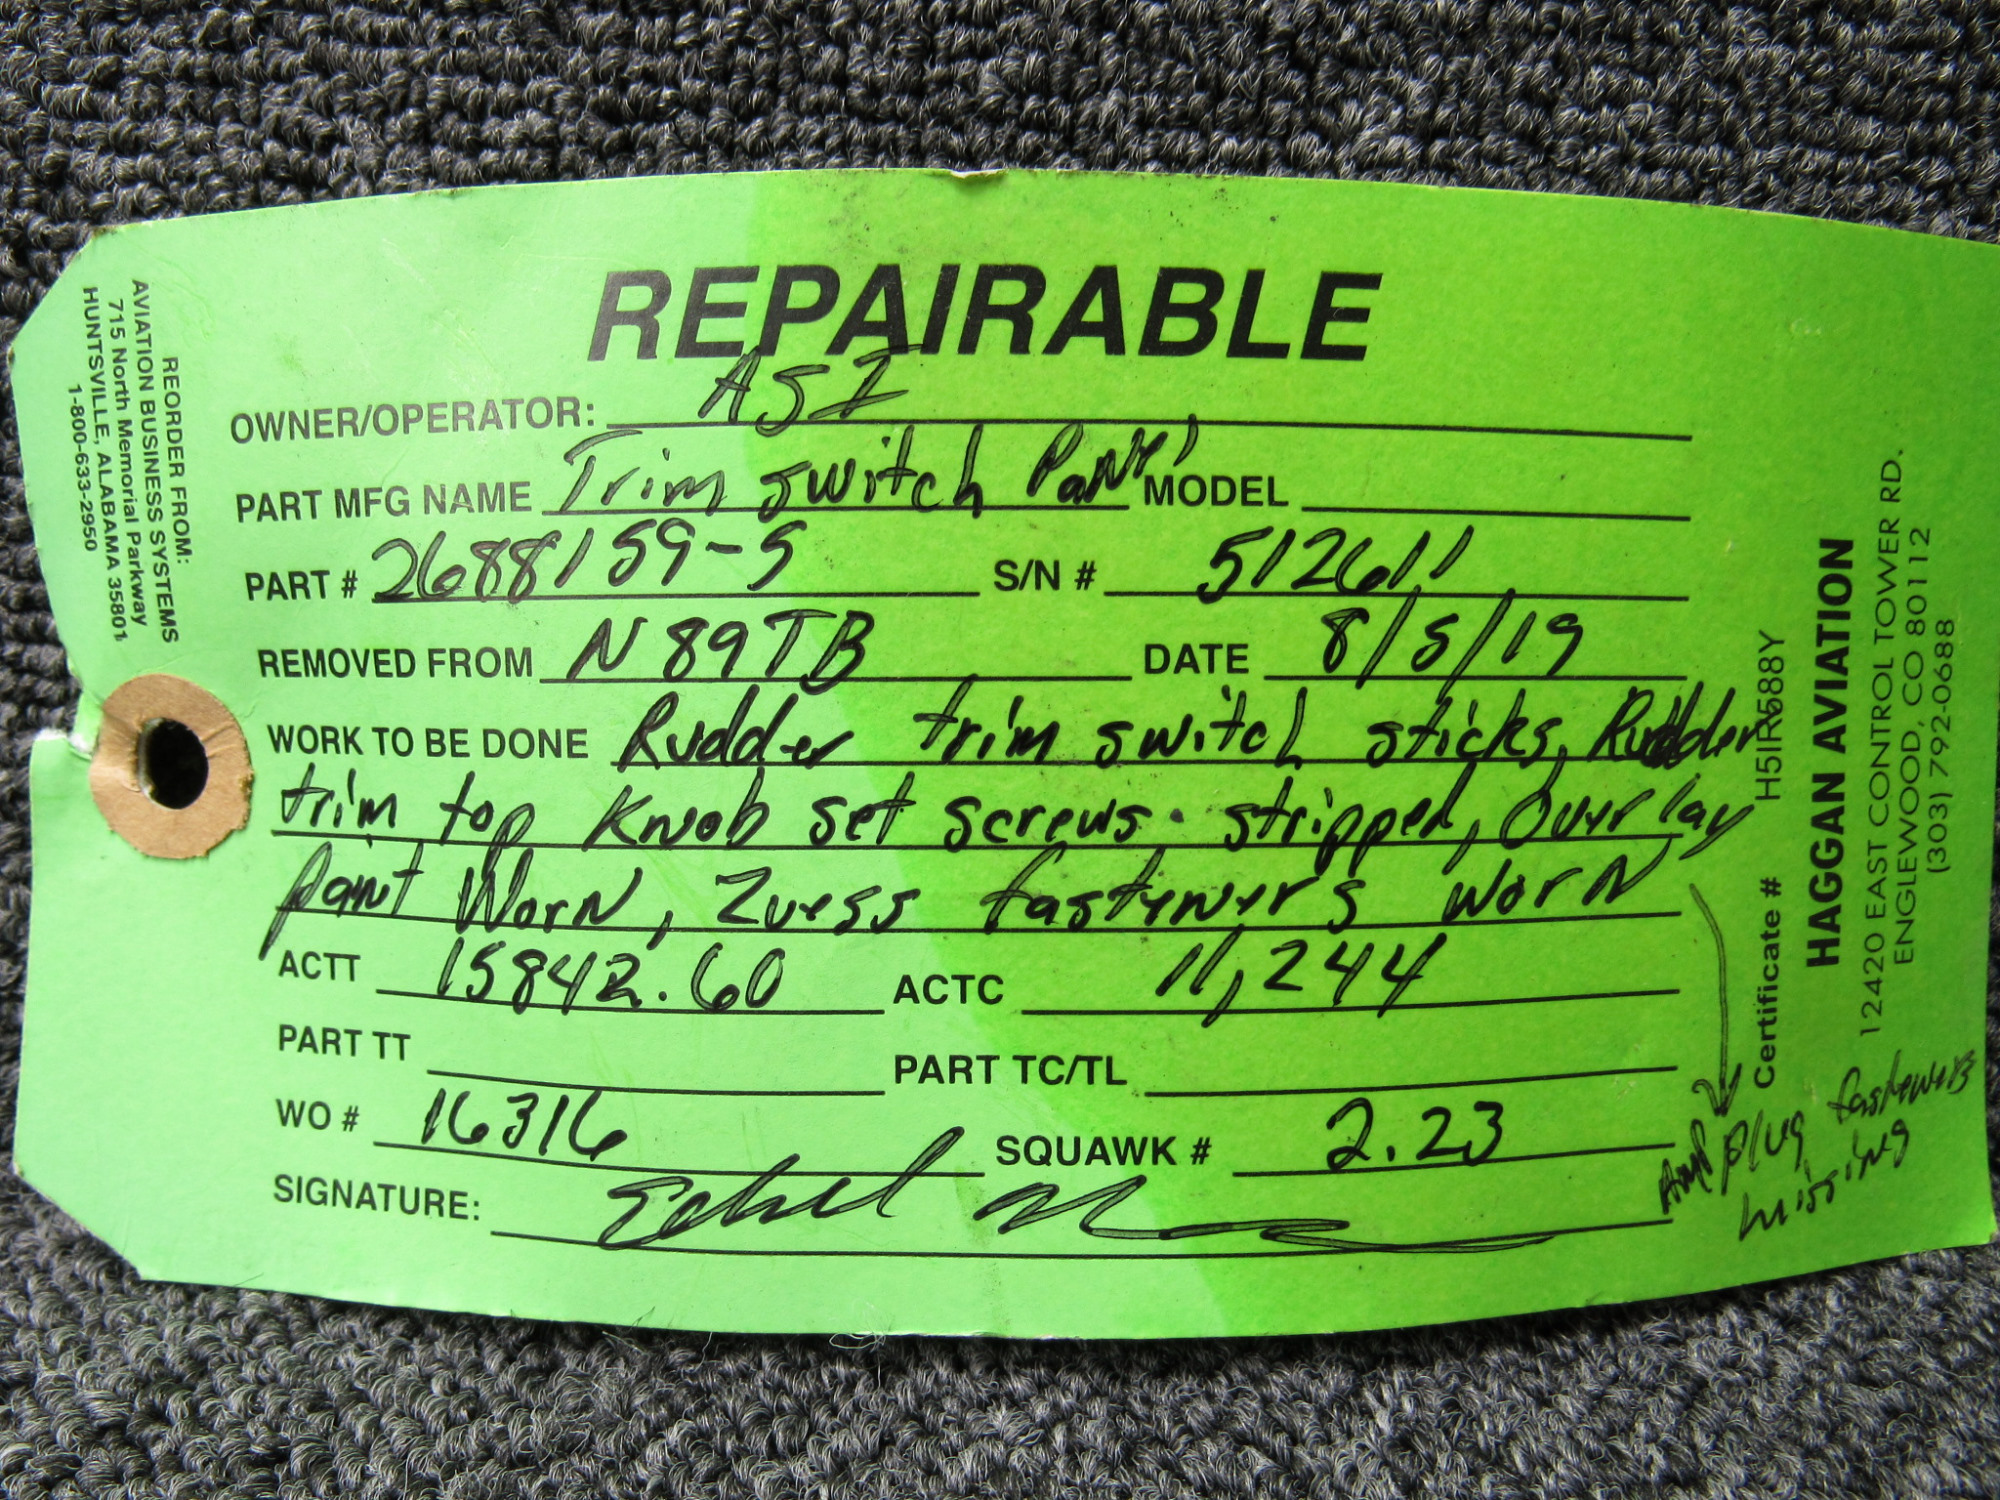 REPAIRABLE
OWNER/OPERATOR: ASI
PART MFG NAME Trim switch Panel MODEL
PART # 2688159-5 S/N # 512611
REMOVED FROM N89TB DATE 8/5/19
WORK TO BE DONE Rudder trim switch sticks, Rudder
trim top Knob set screws. stripped, Overlay
paint Worn, Zuess fasteners worn
ACTT 15842.60 ACTC 11,244
PART TT PART TC/TL
WO # 16316 SQUAWK # 2.23
SIGNATURE:
REORDER FROM:
AVIATION BUSINESS SYSTEMS
715 North Memorial Parkway
HUNTSVILLE, ALABAMA 35801
1-800-633-2950
Certificate # H5IR588Y
HAGGAN AVIATION
12420 EAST CONTROL TOWER RD.
ENGLEWOOD, CO 80112
(303) 792-0688
plug fasteners
missing